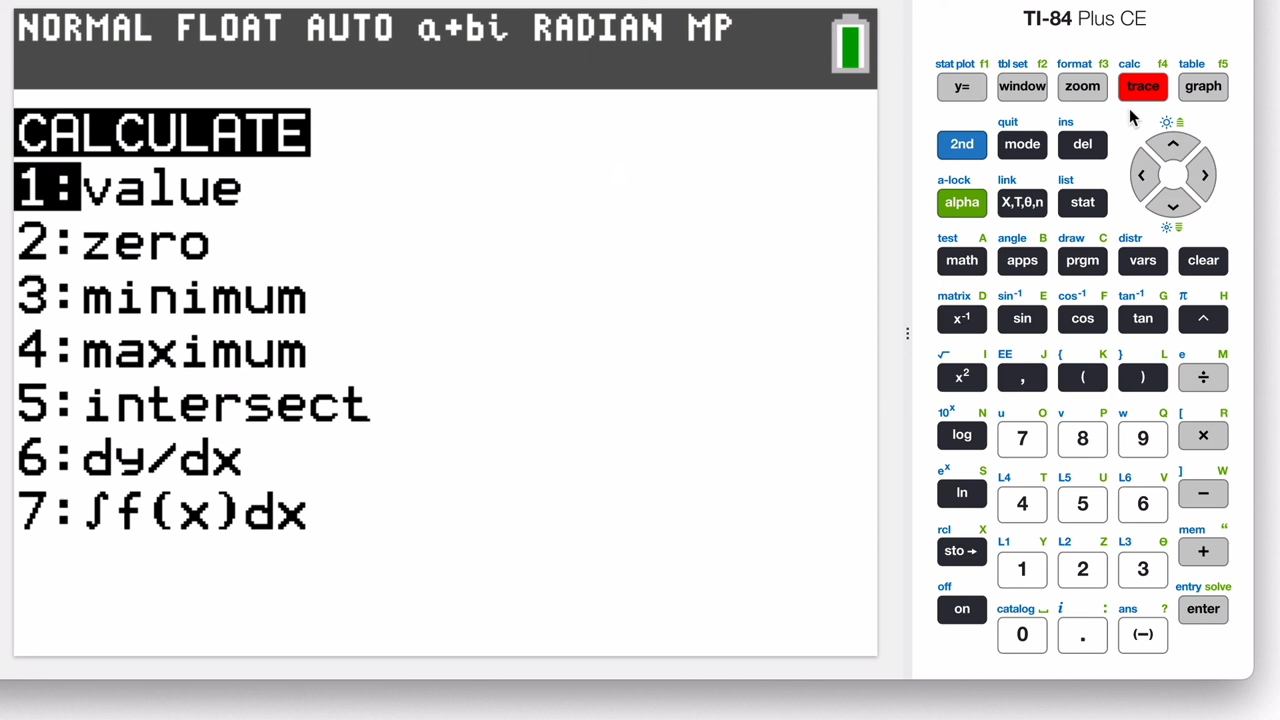 NORMAL FLOAT AUTO a+bi RADIAN MP
CALCULATE
1:value
2:zero
3:minimum
4:maximum
5:intersect
6:dy/dx
7:∫f(x)dx
TI-84 Plus CE
stat plot f1 tbl set f2 format f3 calc f4 table f5
y= window zoom trace graph
quit ins
2nd mode del
a-lock link list
alpha X,T,θ,n stat
test A angle B draw C distr
math apps prgm vars clear
matrix D sin⁻¹ E cos⁻¹ F tan⁻¹ G π H
x⁻¹ sin cos tan ^
√ I EE J { K } L e M
x² , ( ) ÷
10ˣ N u O v P w Q [ R
log 7 8 9 ×
eˣ S L4 T L5 U L6 V ] W
ln 4 5 6 −
rcl X L1 Y L2 Z L3 θ mem “
sto→ 1 2 3 +
off catalog ⎵ i : ans ? entry solve
on 0 . (−) enter